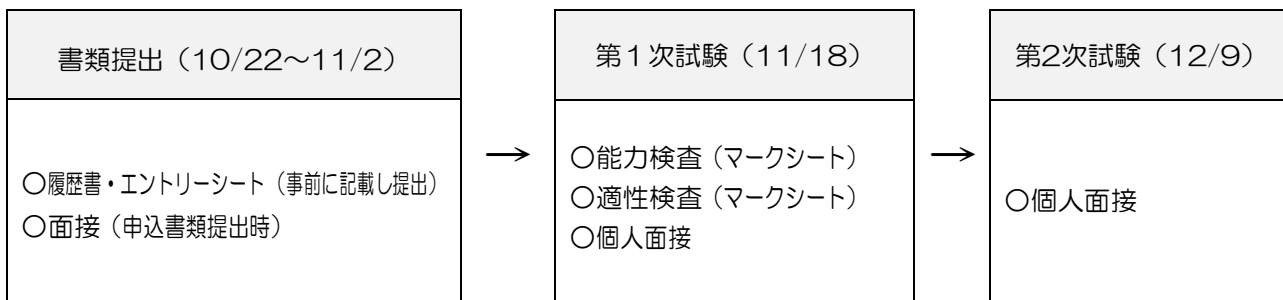 書類提出（10/22～11/2）
○履歴書・エントリーシート（事前に記載し提出）
○面接（申込書類提出時）
→
第１次試験（11/18）
○能力検査（マークシート）
○適性検査（マークシート）
○個人面接
→
第2次試験（12/9）
○個人面接